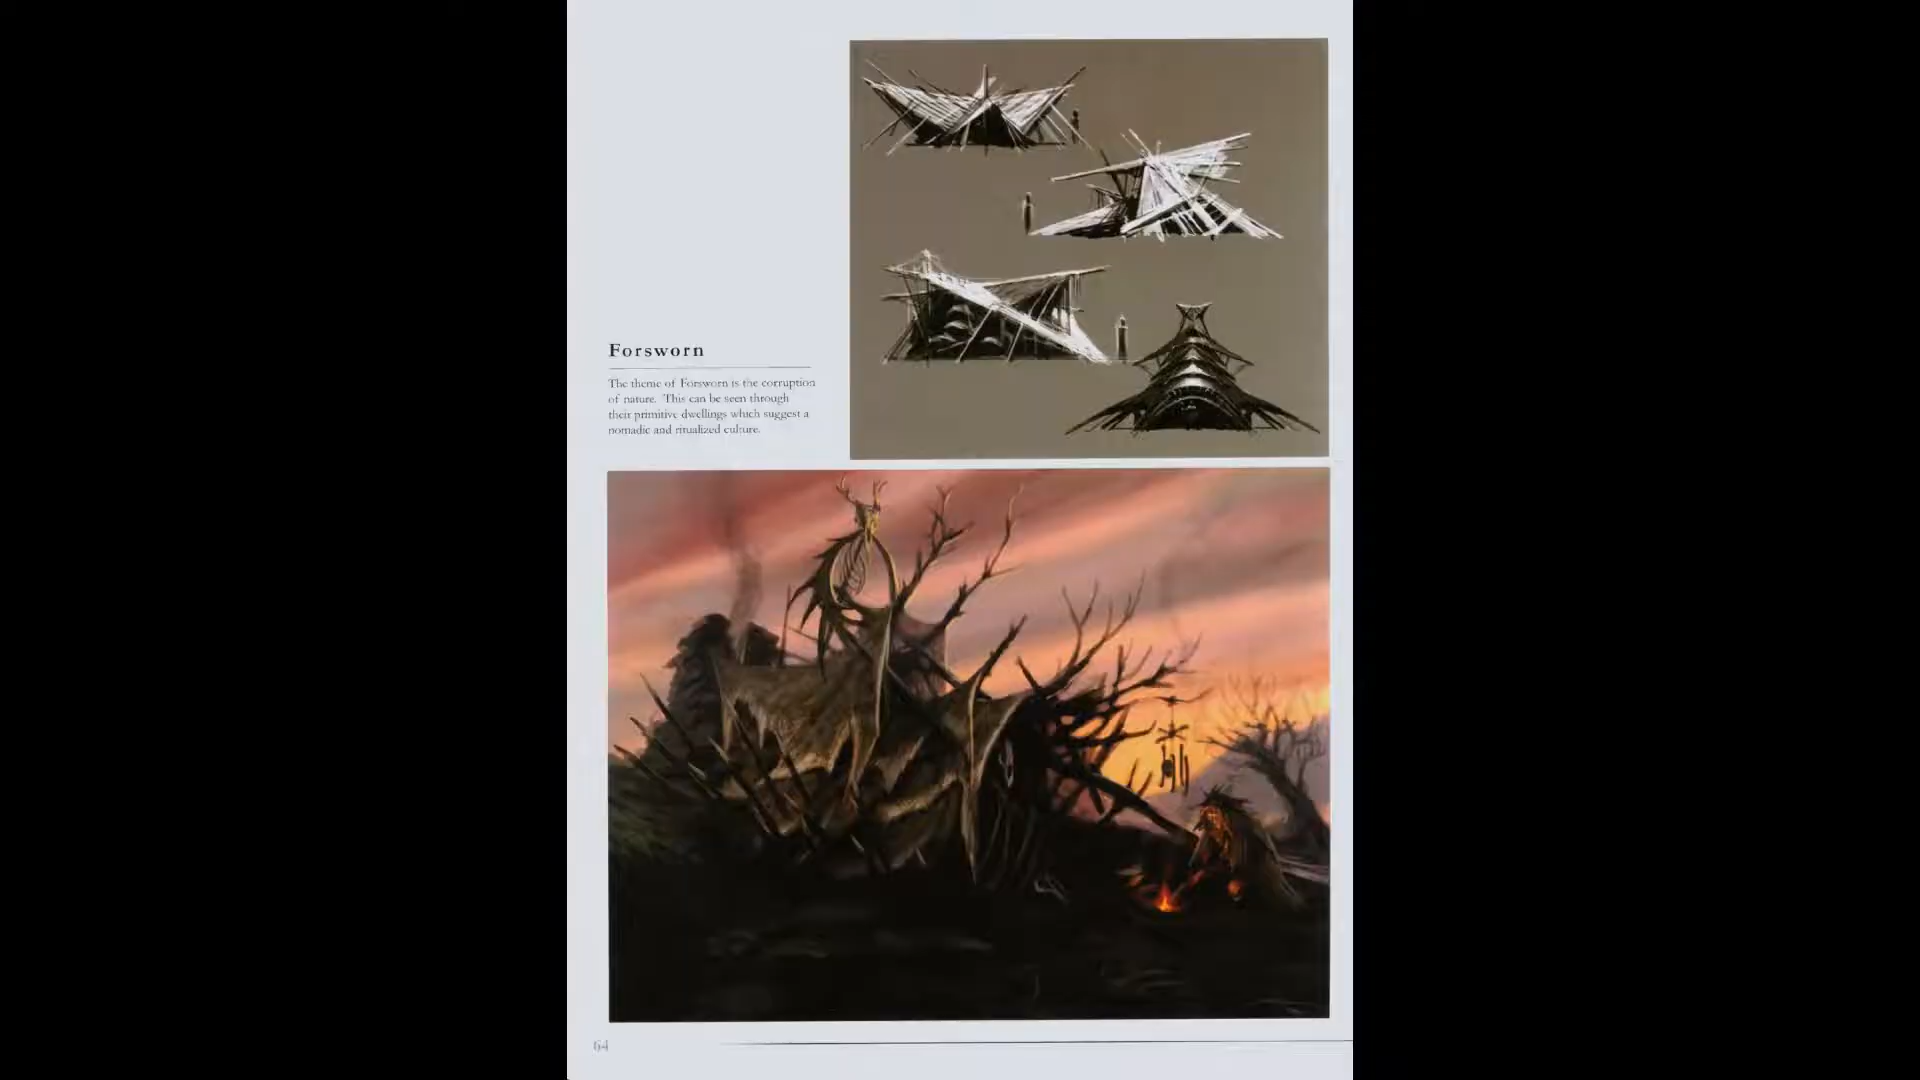 Forsworn
The theme of Forsworn is the corruption
of nature. This can be seen through
their primitive dwellings which suggest a
nomadic and ritualized culture.
64